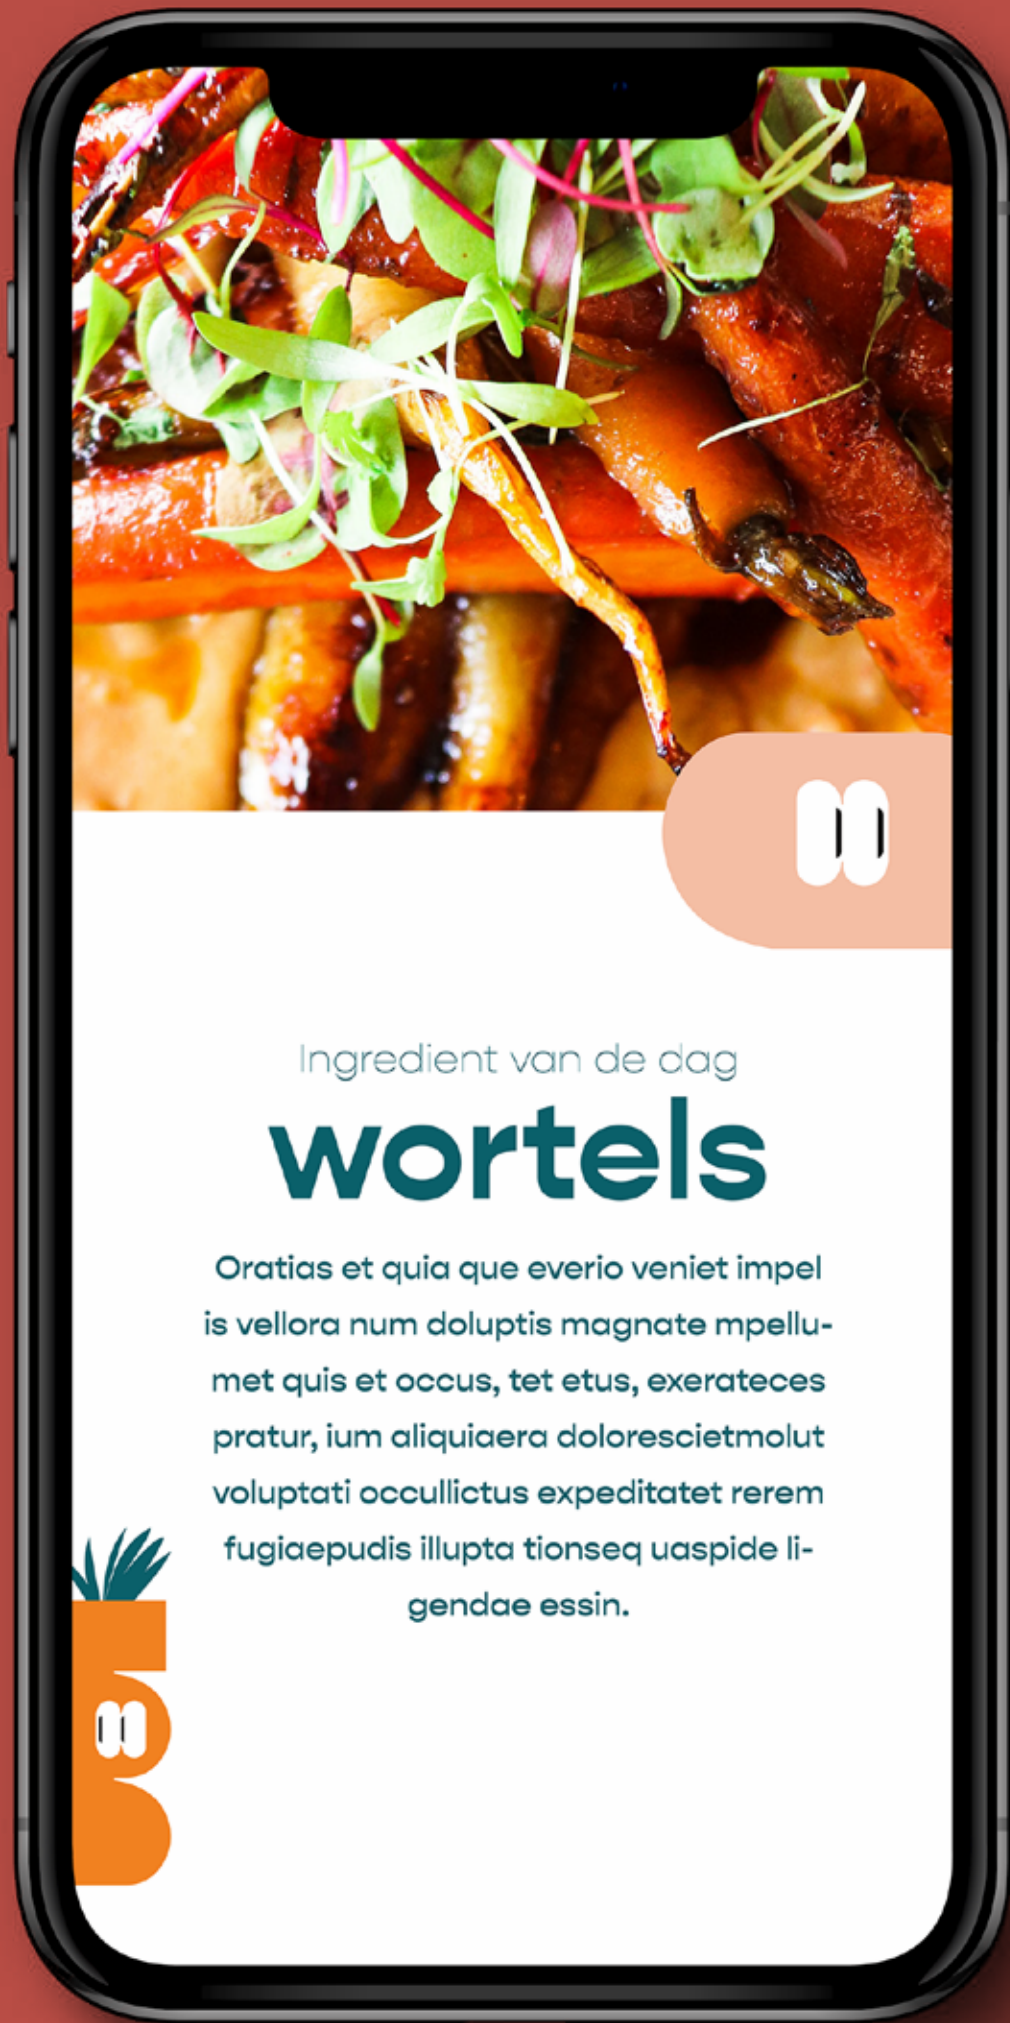 Ingredient van de dag
wortels
Oratias et quia que everio veniet impel
is vellora num doluptis magnate mpellu-
met quis et occus, tet etus, exerateces
pratur, ium aliquiaera dolorescietmolut
voluptati occullictus expeditatet rerem
fugiaepudis illupta tionseq uaspide li-
gendae essin.